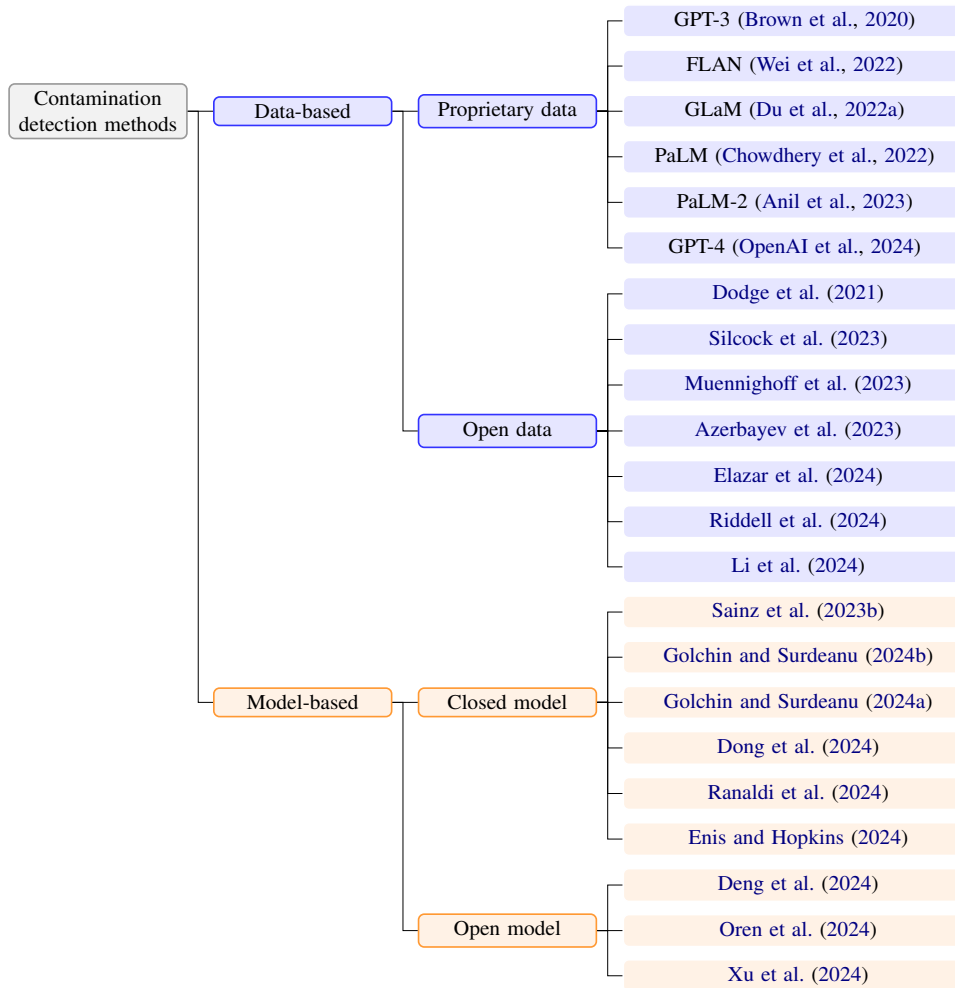 Contamination
detection methods
Data-based
Proprietary data
GPT-3 (Brown et al., 2020)
FLAN (Wei et al., 2022)
GLaM (Du et al., 2022a)
PaLM (Chowdhery et al., 2022)
PaLM-2 (Anil et al., 2023)
GPT-4 (OpenAI et al., 2024)
Open data
Dodge et al. (2021)
Silcock et al. (2023)
Muennighoff et al. (2023)
Azerbayev et al. (2023)
Elazar et al. (2024)
Riddell et al. (2024)
Li et al. (2024)
Model-based
Closed model
Sainz et al. (2023b)
Golchin and Surdeanu (2024b)
Golchin and Surdeanu (2024a)
Dong et al. (2024)
Ranaldi et al. (2024)
Enis and Hopkins (2024)
Open model
Deng et al. (2024)
Oren et al. (2024)
Xu et al. (2024)